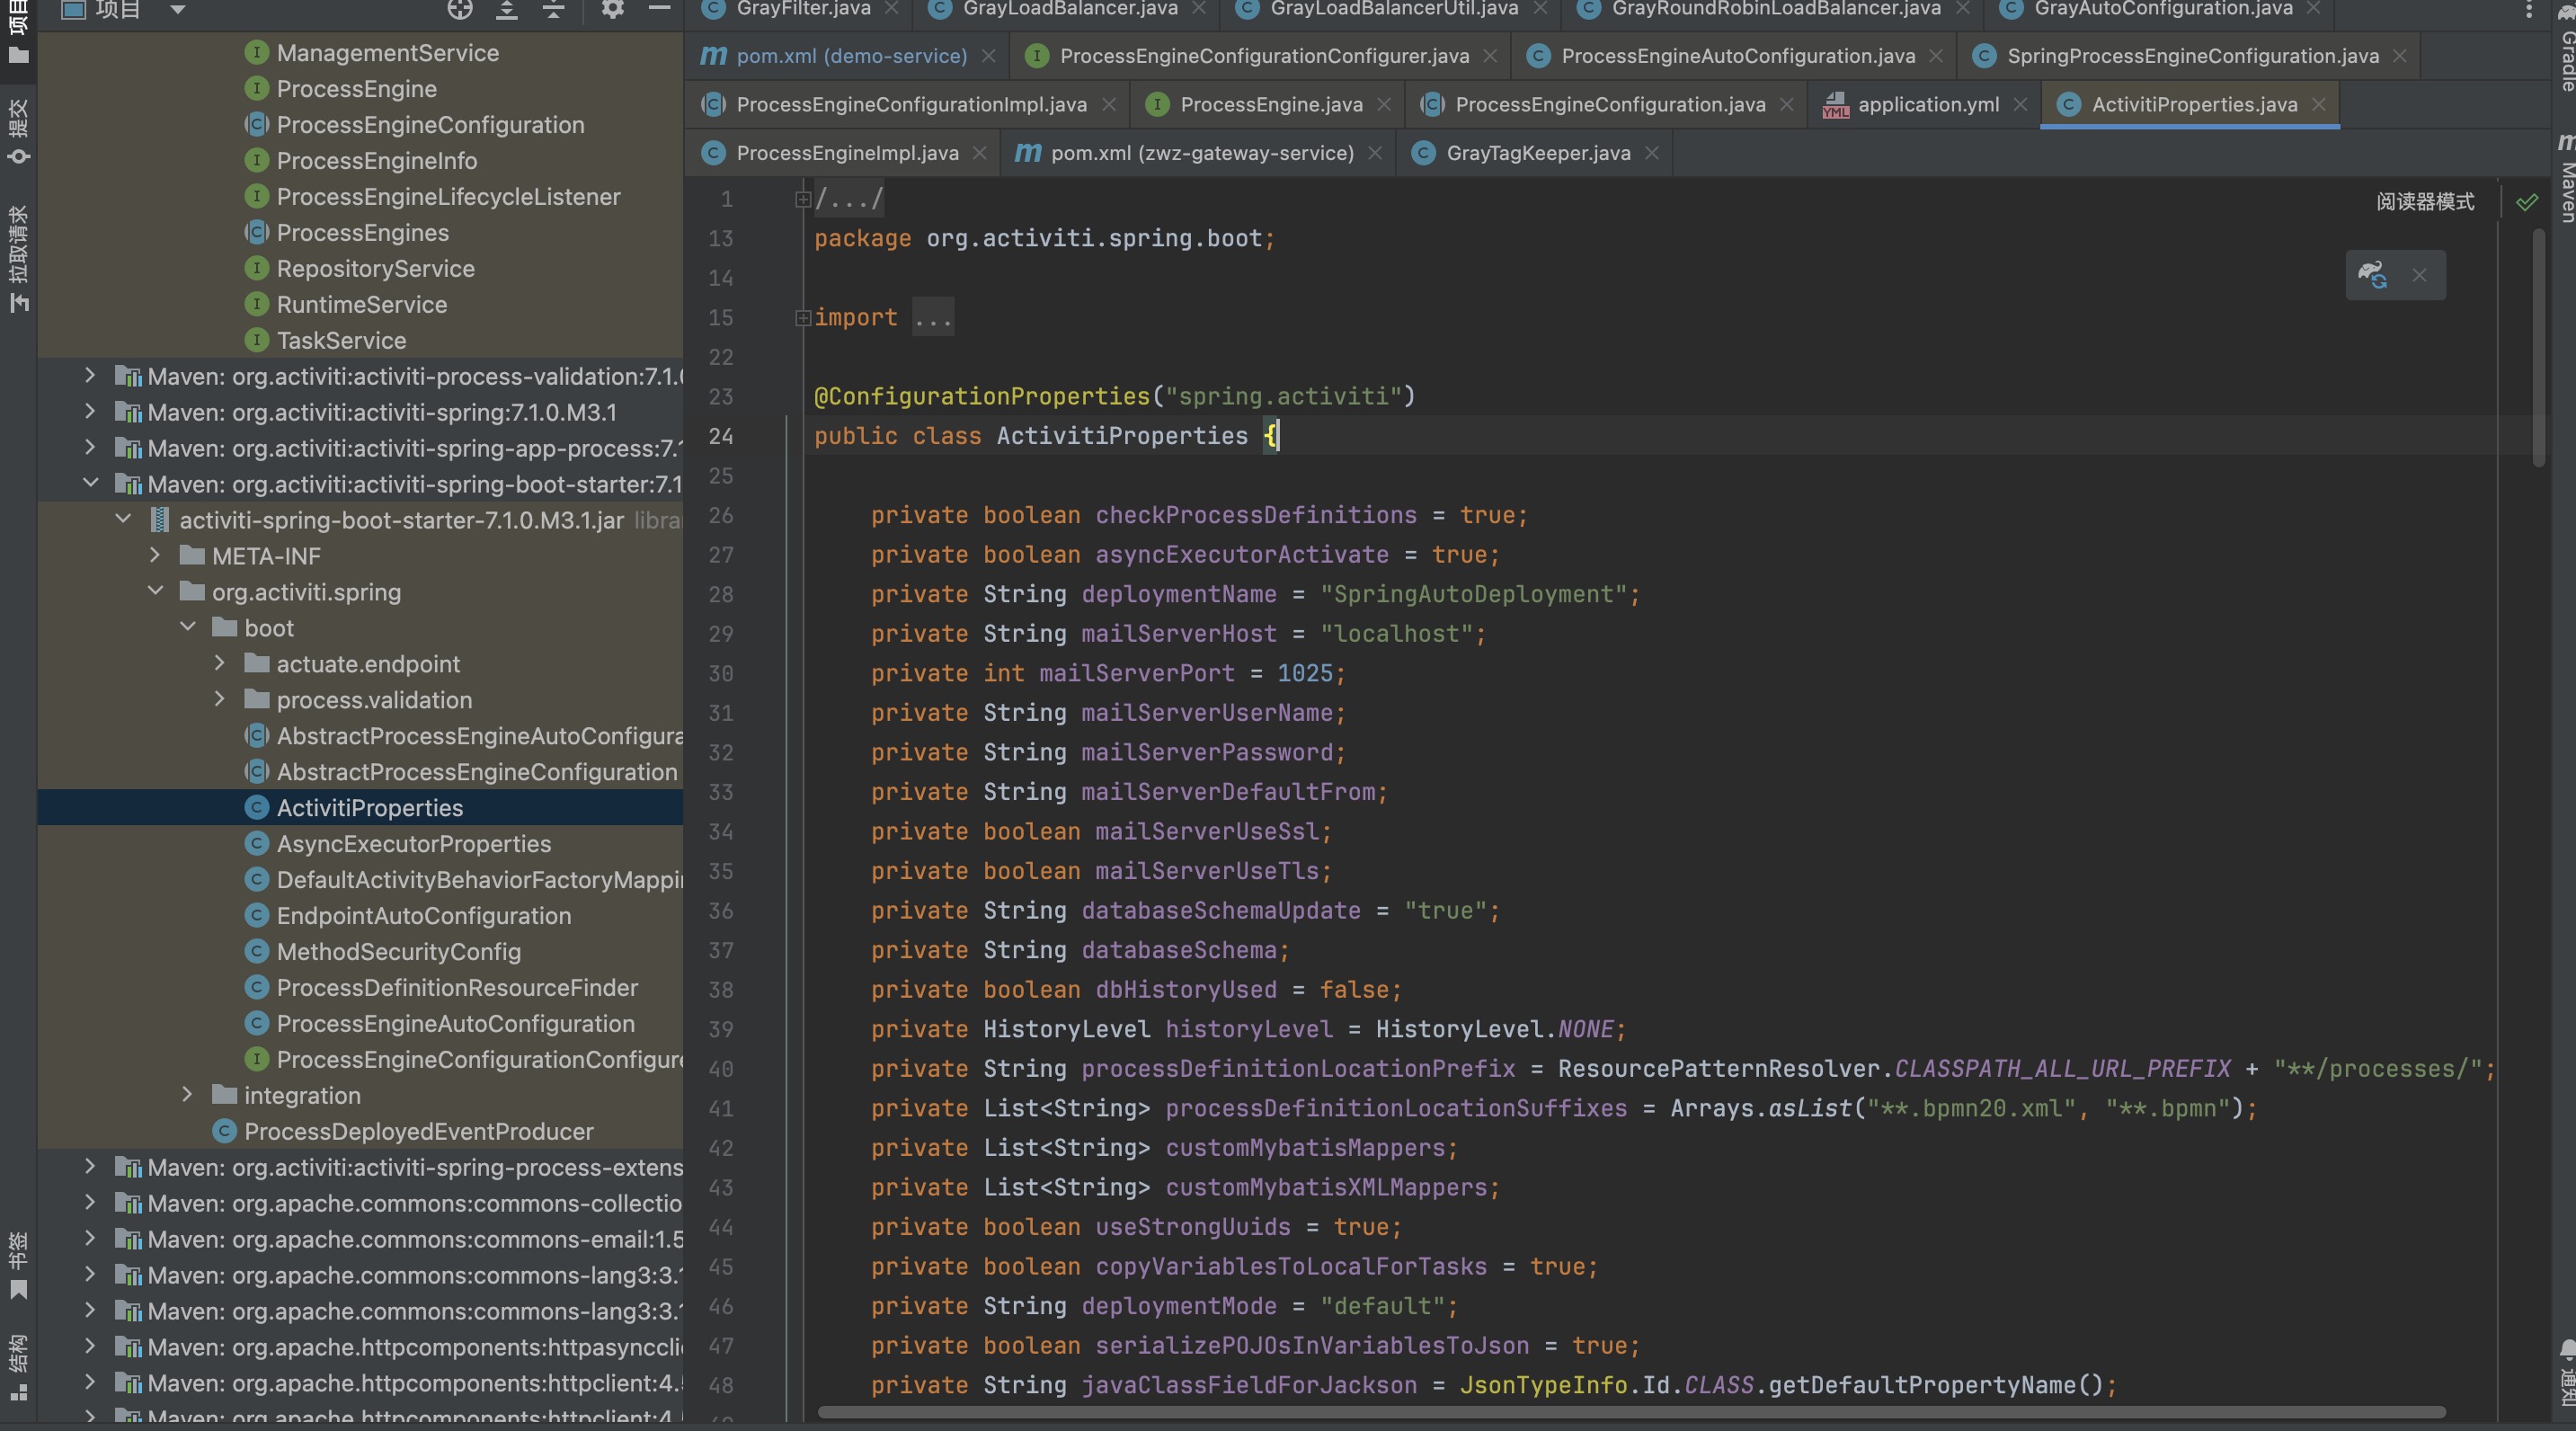 项目
ManagementService
ProcessEngine
ProcessEngineConfiguration
ProcessEngineInfo
ProcessEngineLifecycleListener
ProcessEngines
RepositoryService
RuntimeService
TaskService
Maven: org.activiti:activiti-process-validation:7.1.
Maven: org.activiti:activiti-spring:7.1.0.M3.1
Maven: org.activiti:activiti-spring-app-process:7.
Maven: org.activiti:activiti-spring-boot-starter:7.1
activiti-spring-boot-starter-7.1.0.M3.1.jar libra
META-INF
org.activiti.spring
boot
actuate.endpoint
process.validation
AbstractProcessEngineAutoConfigura
AbstractProcessEngineConfiguration
ActivitiProperties
AsyncExecutorProperties
DefaultActivityBehaviorFactoryMappi
EndpointAutoConfiguration
MethodSecurityConfig
ProcessDefinitionResourceFinder
ProcessEngineAutoConfiguration
ProcessEngineConfigurationConfigure
integration
ProcessDeployedEventProducer
Maven: org.activiti:activiti-spring-process-extens
Maven: org.apache.commons:commons-collectio
Maven: org.apache.commons:commons-email:1.5
Maven: org.apache.commons:commons-lang3:3.
Maven: org.apache.commons:commons-lang3:3.
Maven: org.apache.httpcomponents:httpasynccli
Maven: org.apache.httpcomponents:httpclient:4.
Maven: org.apache.httpcomponents:httpclient:4.
项目
提交
拉取请求
书签
结构
GrayFilter.java GrayLoadBalancer.java GrayLoadBalancerUtil.java GrayRoundRobinLoadBalancer.java GrayAutoConfiguration.java
pom.xml (demo-service) ProcessEngineConfigurationConfigurer.java ProcessEngineAutoConfiguration.java SpringProcessEngineConfiguration.java
ProcessEngineConfigurationImpl.java ProcessEngine.java ProcessEngineConfiguration.java application.yml ActivitiProperties.java
ProcessEngineImpl.java pom.xml (zwz-gateway-service) GrayTagKeeper.java
阅读器模式
1 /.../
13 package org.activiti.spring.boot;
14
15 import ...
22
23 @ConfigurationProperties("spring.activiti")
24 public class ActivitiProperties {
25
26 private boolean checkProcessDefinitions = true;
27 private boolean asyncExecutorActivate = true;
28 private String deploymentName = "SpringAutoDeployment";
29 private String mailServerHost = "localhost";
30 private int mailServerPort = 1025;
31 private String mailServerUserName;
32 private String mailServerPassword;
33 private String mailServerDefaultFrom;
34 private boolean mailServerUseSsl;
35 private boolean mailServerUseTls;
36 private String databaseSchemaUpdate = "true";
37 private String databaseSchema;
38 private boolean dbHistoryUsed = false;
39 private HistoryLevel historyLevel = HistoryLevel.NONE;
40 private String processDefinitionLocationPrefix = ResourcePatternResolver.CLASSPATH_ALL_URL_PREFIX + "**/processes/";
41 private List<String> processDefinitionLocationSuffixes = Arrays.asList("**.bpmn20.xml", "**.bpmn");
42 private List<String> customMybatisMappers;
43 private List<String> customMybatisXMLMappers;
44 private boolean useStrongUuids = true;
45 private boolean copyVariablesToLocalForTasks = true;
46 private String deploymentMode = "default";
47 private boolean serializePOJOsInVariablesToJson = true;
48 private String javaClassFieldForJackson = JsonTypeInfo.Id.CLASS.getDefaultPropertyName();
Gradle
Maven
通知